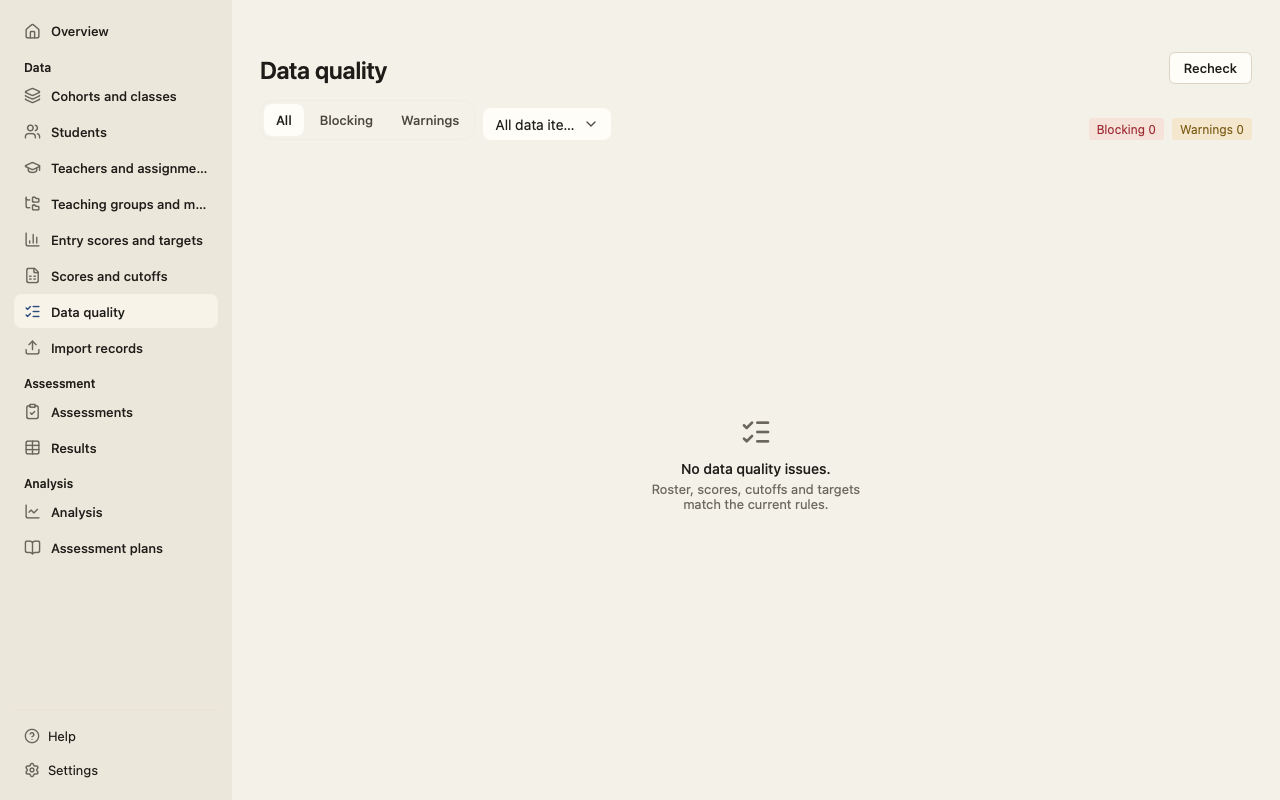 Overview
Data
Cohorts and classes
Students
Teachers and assignme...
Teaching groups and m...
Entry scores and targets
Scores and cutoffs
Data quality
Import records
Assessment
Assessments
Results
Analysis
Analysis
Assessment plans
Help
Settings
Data quality
Recheck
All
Blocking
Warnings
All data ite...
Blocking 0
Warnings 0
No data quality issues.
Roster, scores, cutoffs and targets
match the current rules.